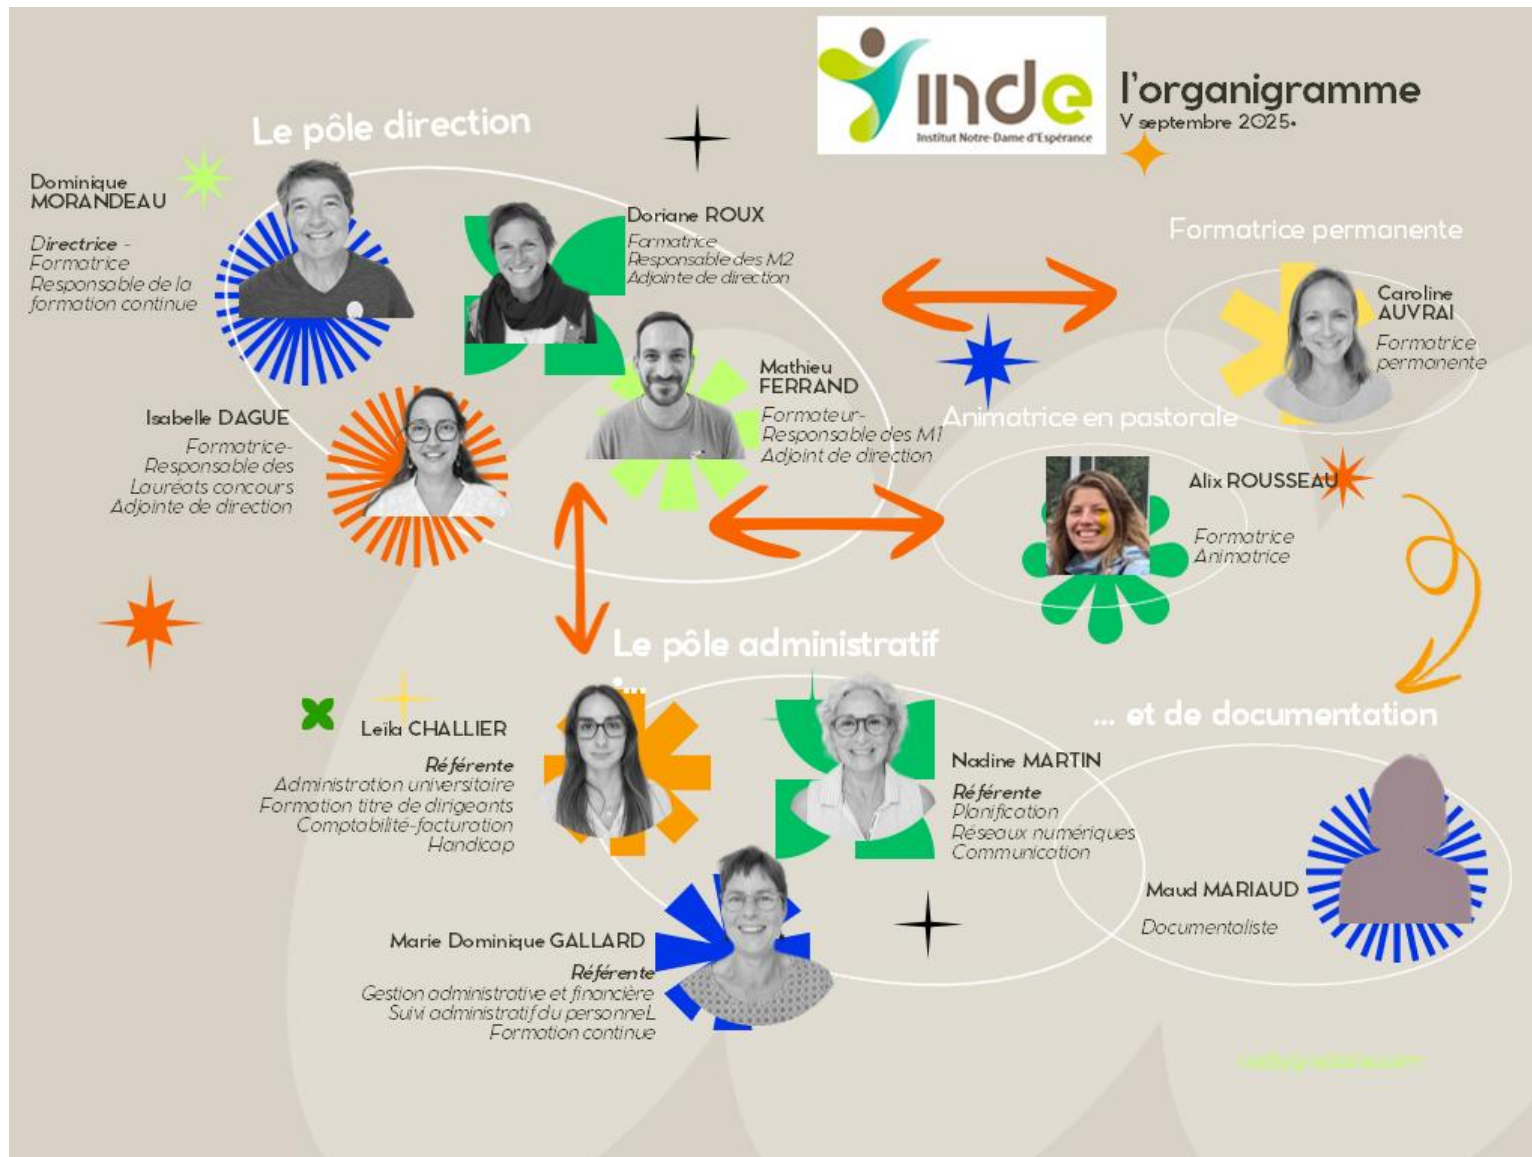 inde
Institut Notre-Dame d'Espérance
l'organigramme
V septembre 2025•
Le pôle direction
Dominique
MORANDEAU
Directrice -
Formatrice
Responsable de la
formation continue
Doriane ROUX
Formatrice
Responsable des M2
Adjointe de direction
Mathieu
FERRAND
Formateur-
Responsable des M1
Adjoint de direction
Isabelle DAGUE
Formatrice-
Responsable des
Lauréats concours
Adjointe de direction
Formatrice permanente
Caroline
AUVRAI
Formatrice
permanente
Animatrice en pastorale
Alix ROUSSEAU
Formatrice
Animatrice
Le pôle administratif
...
Leïla CHALLIER
Référente
Administration universitaire
Formation titre de dirigeants
Comptabilité-facturation
Handicap
Nadine MARTIN
Référente
Planification
Réseaux numériques
Communication
Marie Dominique GALLARD
Référente
Gestion administrative et financière
Suivi administratif du personneL
Formation continue
... et de documentation
Maud MARIAUD
Documentaliste